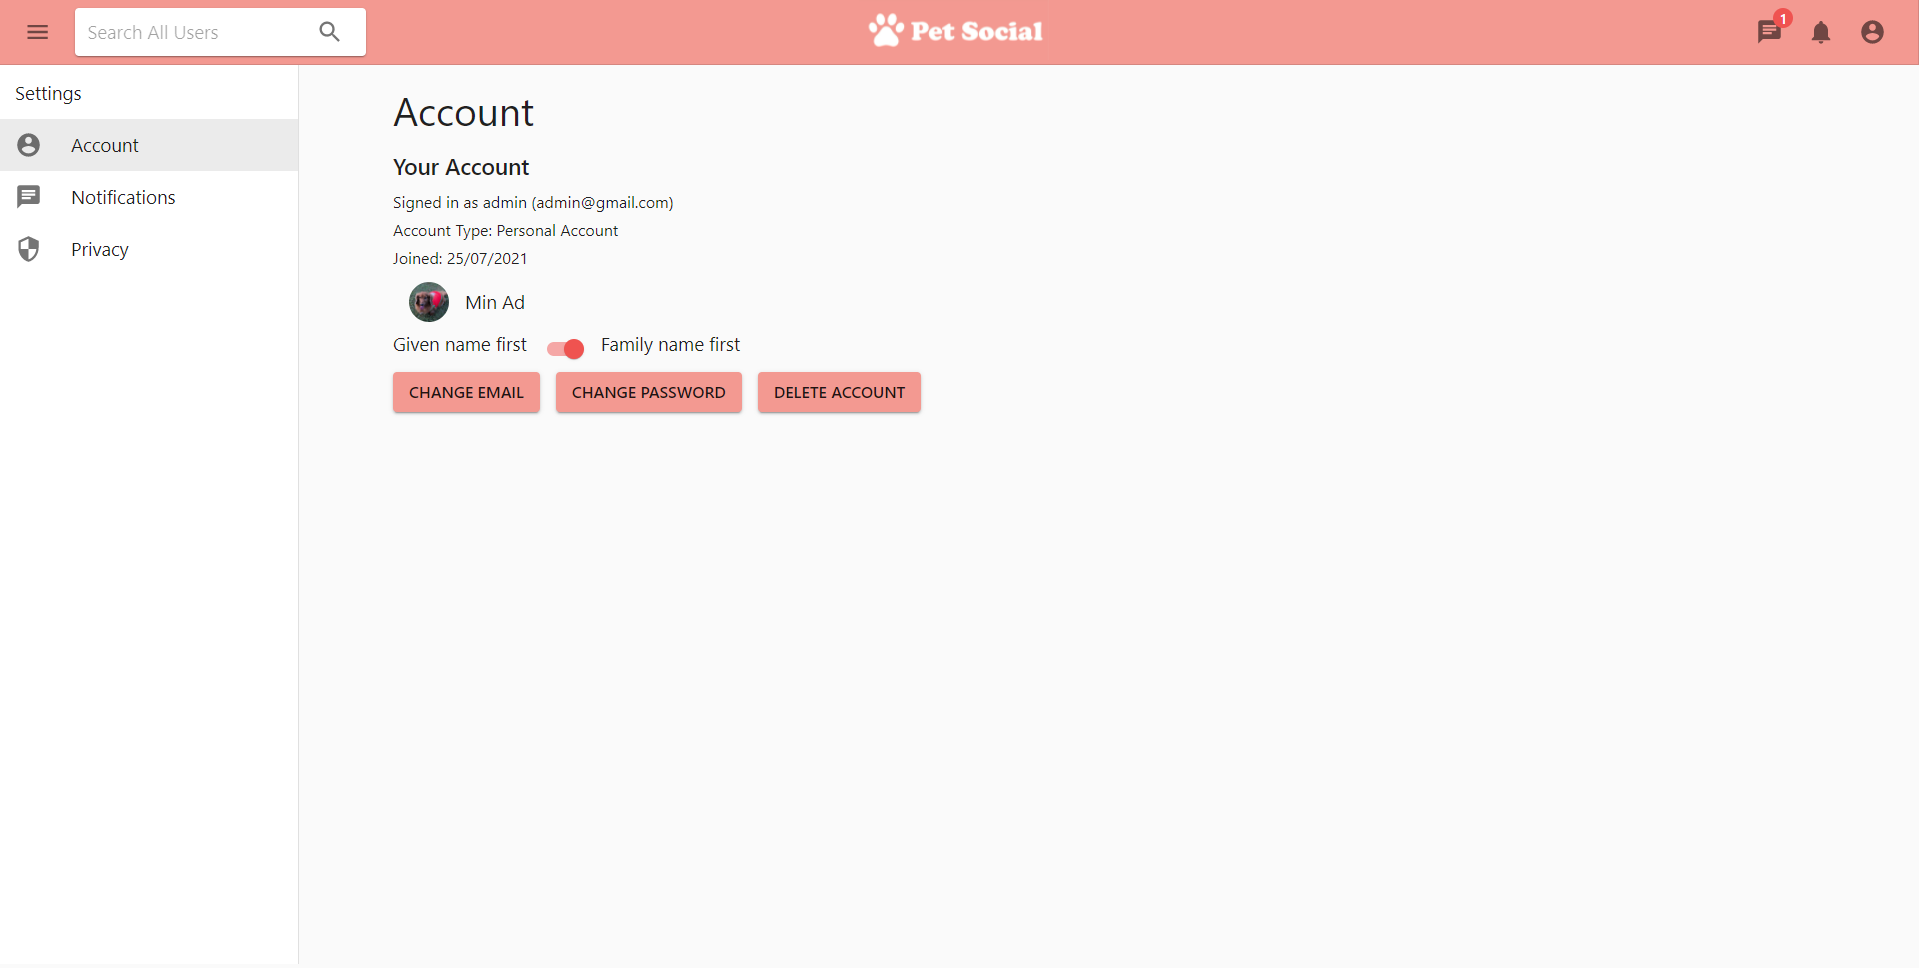 Search All Users
Pet Social
1
Settings
Account
Notifications
Privacy
Account
Your Account
Signed in as admin (admin@gmail.com)
Account Type: Personal Account
Joined: 25/07/2021
Min Ad
Given name first Family name first
CHANGE EMAIL CHANGE PASSWORD DELETE ACCOUNT